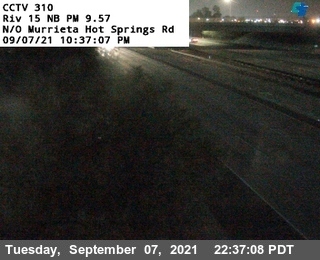 CCTV 310
Riv 15 NB PM 9.57
N/O Murrieta Hot Springs Rd
09/07/21 10:37:07 PM
Tuesday, September 07, 2021 22:37:08 PDT